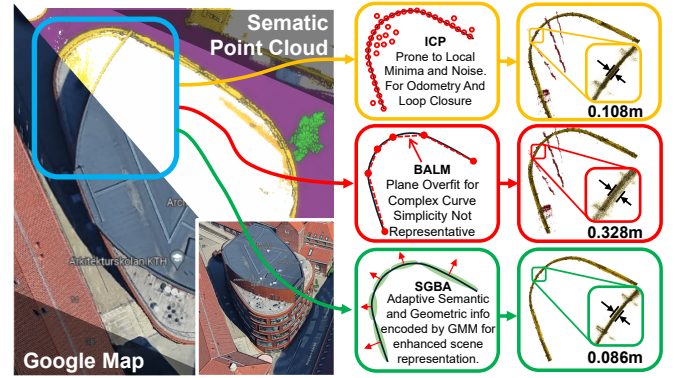 Sematic
Point Cloud
Arkitekturskolan KTH
Google Map
ICP
Prone to Local
Minima and Noise.
For Odometry And
Loop Closure
0.108m
BALM
Plane Overfit for
Complex Curve
Simplicity Not
Representative
0.328m
SGBA
Adaptive Semantic
and Geometric info
encoded by GMM for
enhanced scene
representation.
0.086m